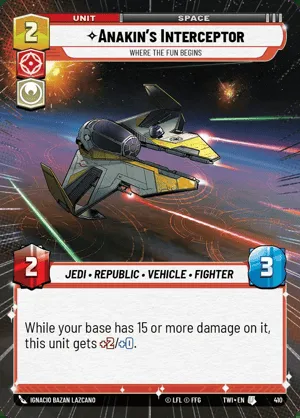 UNIT SPACE
2
✧ANAKIN'S INTERCEPTOR
WHERE THE FUN BEGINS
2
JEDI • REPUBLIC • VEHICLE • FIGHTER
3
While your base has 15 or more damage on it,
this unit gets +2/+1.
IGNACIO BAZAN LAZCANO © LFL © FFG TWI • EN 410